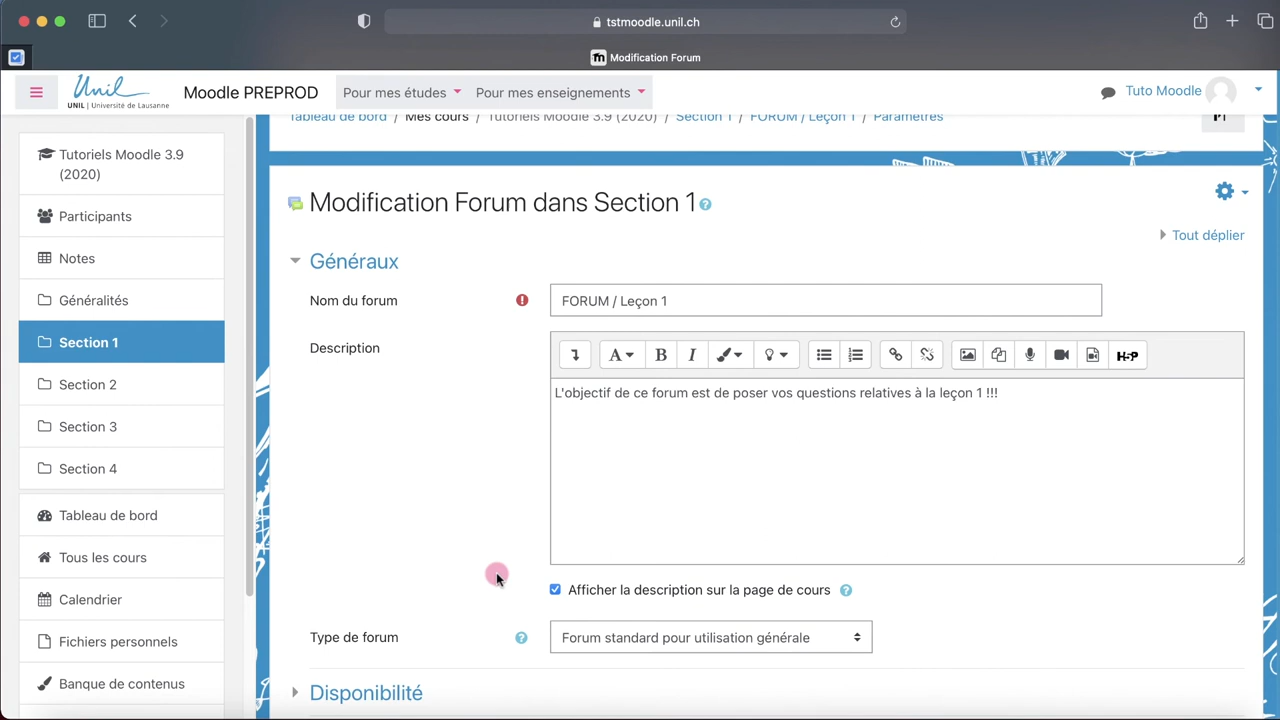 tstmoodle.unil.ch
Modification Forum
Unil
UNIL | Université de Lausanne
Moodle PREPROD
Pour mes études
Pour mes enseignements
Tuto Moodle
Tableau de bord / Mes cours / Tutoriels Moodle 3.9 (2020) / Section 1 / FORUM / Leçon 1 / Paramètres
Tutoriels Moodle 3.9
(2020)
Participants
Notes
Généralités
Section 1
Section 2
Section 3
Section 4
Tableau de bord
Tous les cours
Calendrier
Fichiers personnels
Banque de contenus
Modification Forum dans Section 1
Tout déplier
Généraux
Nom du forum
FORUM / Leçon 1
Description
A B I
H5P
L'objectif de ce forum est de poser vos questions relatives à la leçon 1 !!!
Afficher la description sur la page de cours
Type de forum
Forum standard pour utilisation générale
Disponibilité